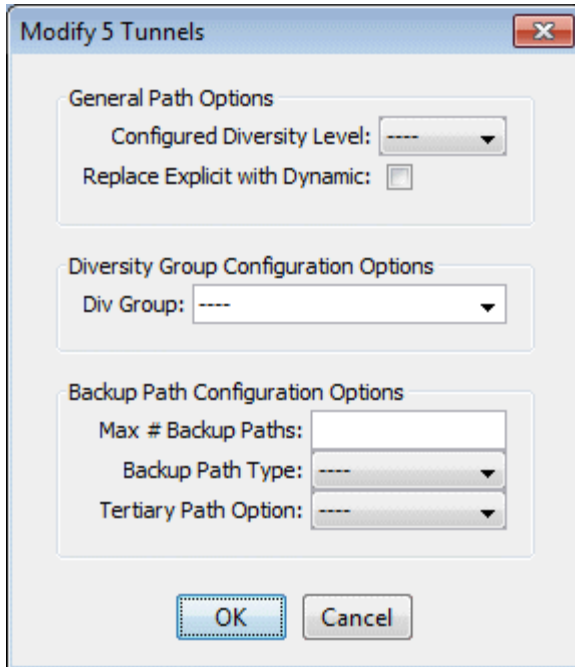 Modify 5 Tunnels
General Path Options
Configured Diversity Level: ----
Replace Explicit with Dynamic:
Diversity Group Configuration Options
Div Group: ----
Backup Path Configuration Options
Max # Backup Paths:
Backup Path Type: ----
Tertiary Path Option: ----
OK Cancel